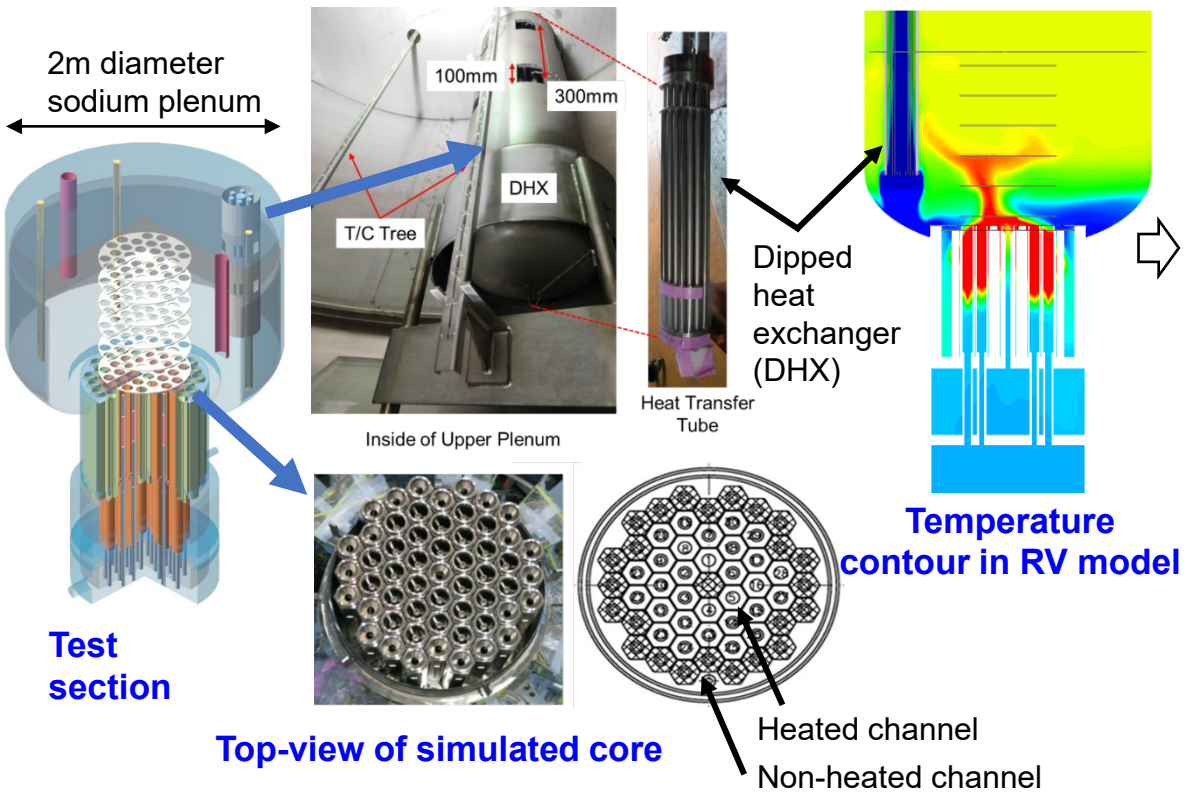 2m diameter
sodium plenum
100mm
300mm
DHX
T/C Tree
Inside of Upper Plenum
Heat Transfer
Tube
Dipped
heat
exchanger
(DHX)
Temperature
contour in RV model
Test
section
Top-view of simulated core
Heated channel
Non-heated channel